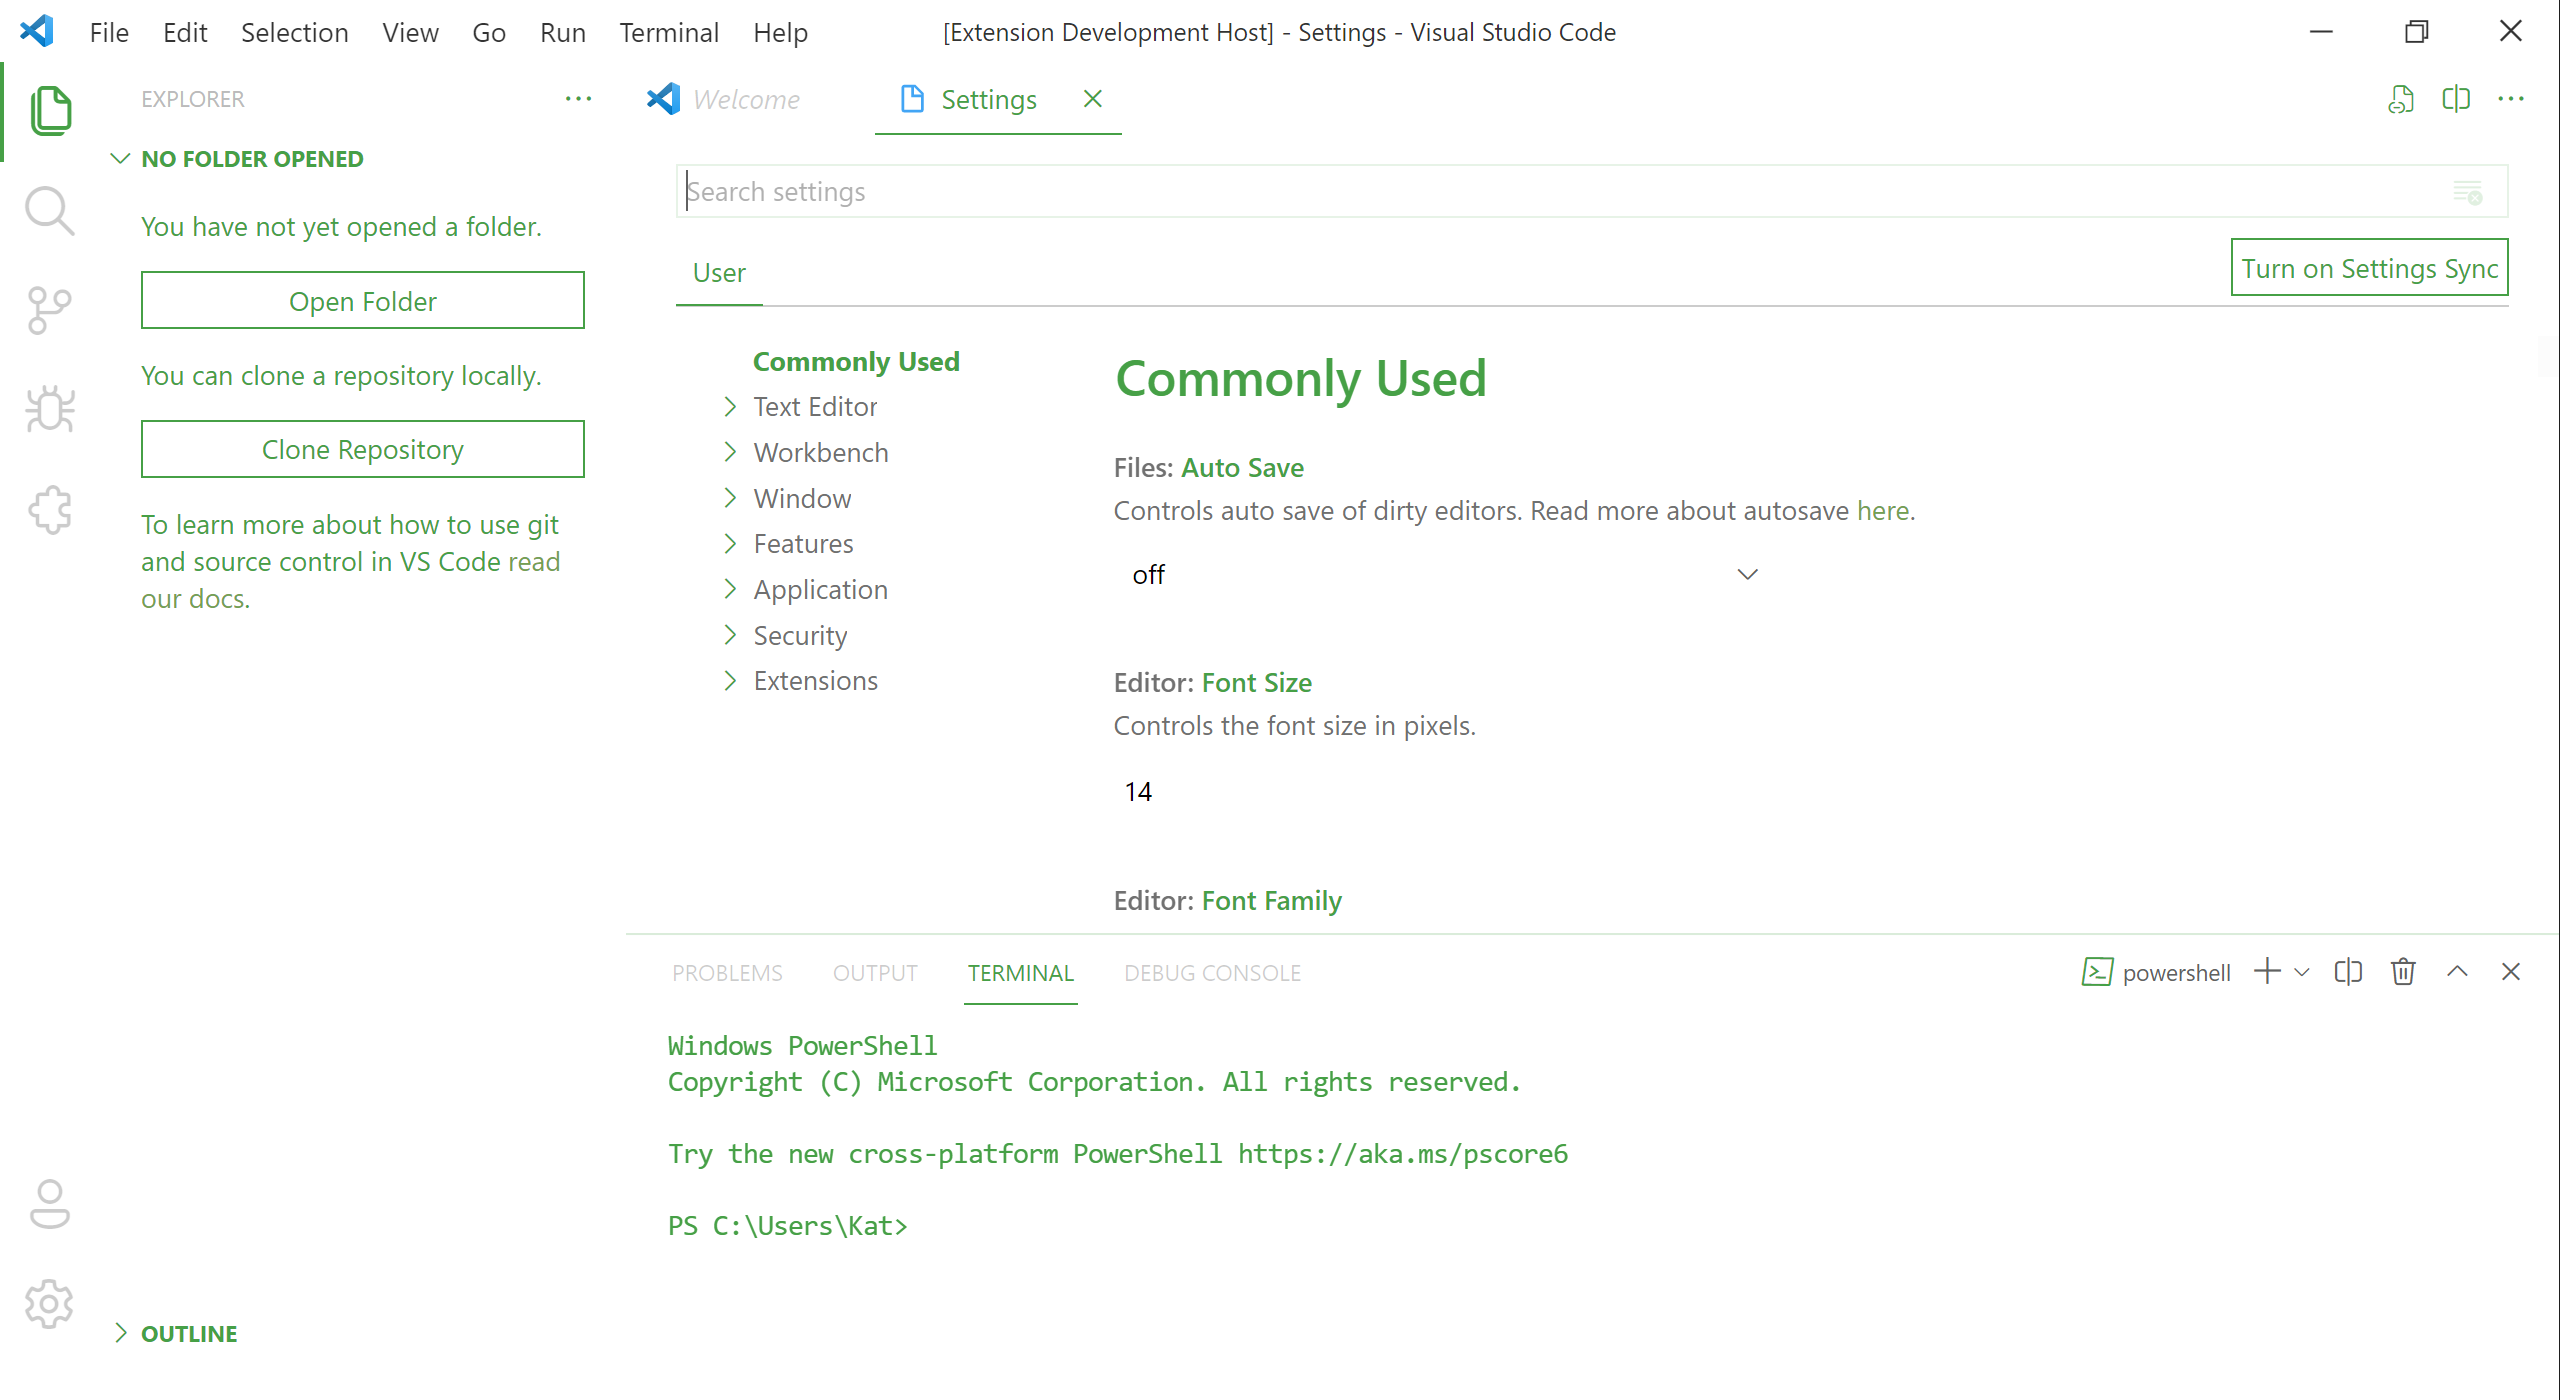 File Edit Selection View Go Run Terminal Help [Extension Development Host] - Settings - Visual Studio Code
EXPLORER
NO FOLDER OPENED
You have not yet opened a folder.
Open Folder
You can clone a repository locally.
Clone Repository
To learn more about how to use git
and source control in VS Code read
our docs.
OUTLINE
Welcome Settings
Search settings
User
Turn on Settings Sync
Commonly Used
Text Editor
Workbench
Window
Features
Application
Security
Extensions
Commonly Used
Files: Auto Save
Controls auto save of dirty editors. Read more about autosave here.
off
Editor: Font Size
Controls the font size in pixels.
14
Editor: Font Family
PROBLEMS OUTPUT TERMINAL DEBUG CONSOLE
powershell
Windows PowerShell
Copyright (C) Microsoft Corporation. All rights reserved.
Try the new cross-platform PowerShell https://aka.ms/pscore6
PS C:\Users\Kat>